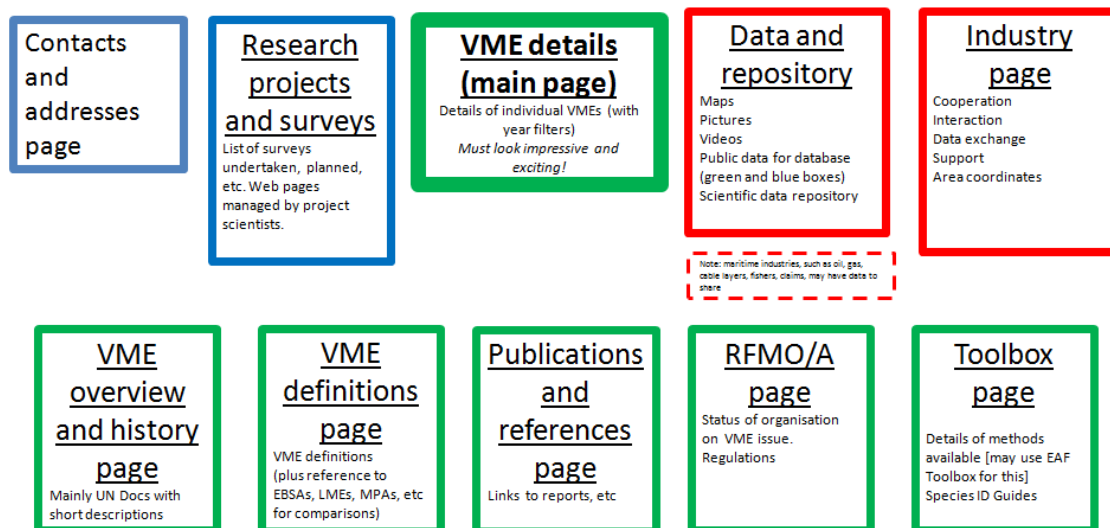 Contacts
and
addresses
page
Research
projects
and surveys
List of surveys
undertaken, planned,
etc. Web pages
managed by project
scientists.
VME details
(main page)
Details of individual VMEs (with
year filters)
Must look impressive and
exciting!
Data and
repository
Maps
Pictures
Videos
Public data for database
(green and blue boxes)
Scientific data repository
Note: maritime industries, such as oil, gas,
cable layers, fishers, claims, may have data to
share
Industry
page
Cooperation
Interaction
Data exchange
Support
Area coordinates
VME
overview
and history
page
Mainly UN Docs with
short descriptions
VME
definitions
page
VME definitions
(plus reference to
EBSAs, LMEs, MPAs, etc
for comparisons)
Publications
and
references
page
Links to reports, etc
RFMO/A
page
Status of organisation
on VME issue.
Regulations
Toolbox
page
Details of methods
available [may use EAF
Toolbox for this]
Species ID Guides